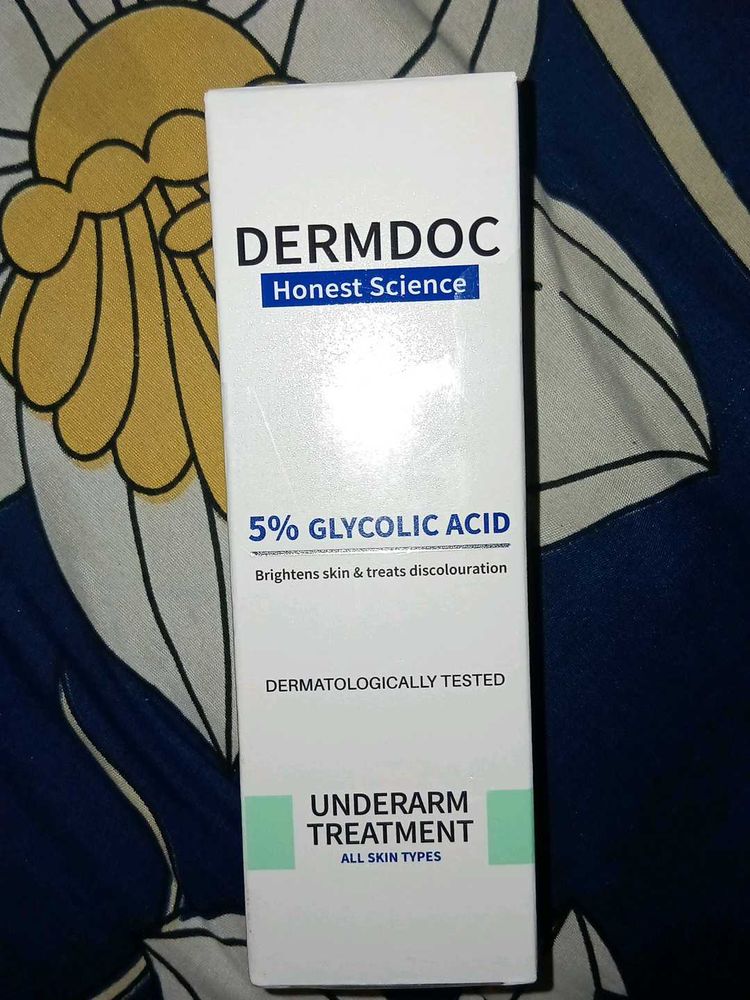 DERMDOC
Honest Science
5% GLYCOLIC ACID
Brightens skin & treats discolouration
DERMATOLOGICALLY TESTED
UNDERARM
TREATMENT
ALL SKIN TYPES